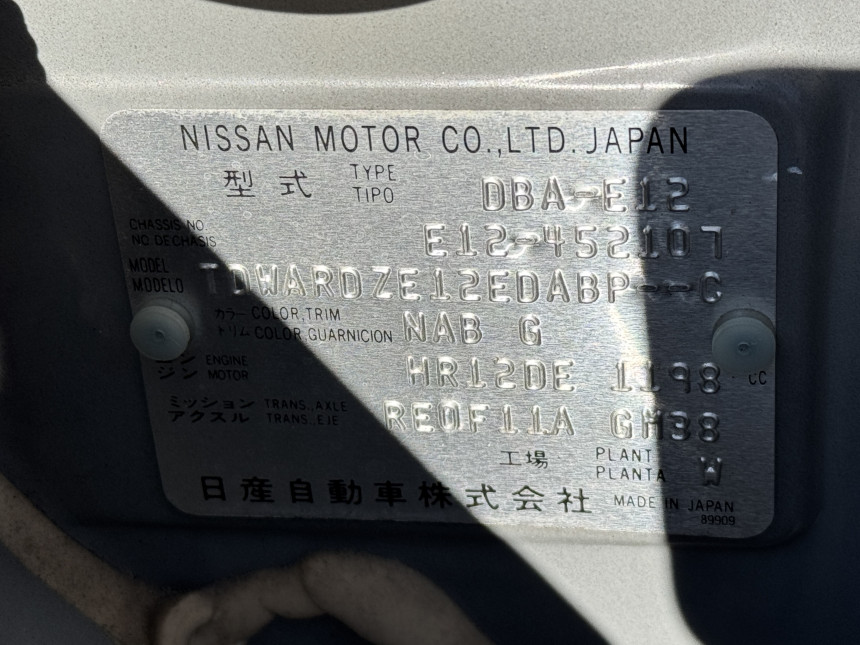 NISSAN MOTOR CO.,LTD. JAPAN
型式 TYPE TIPO DBA-E12
CHASSIS NO. NO DE CHASIS E12-452107
MODEL MODELO TDWARDZE12EDABP--C
カラー COLOR,TRIM
トリム COLOR,GUARNICION NAB G
ジン ENGINE MOTOR HR12DE 1198 CC
ミッション TRANS.,AXLE
アクスル TRANS.,EJE RE0F11A GM38
工場 PLANT PLANTA W
日産自動車株式会社 MADE IN JAPAN
89909